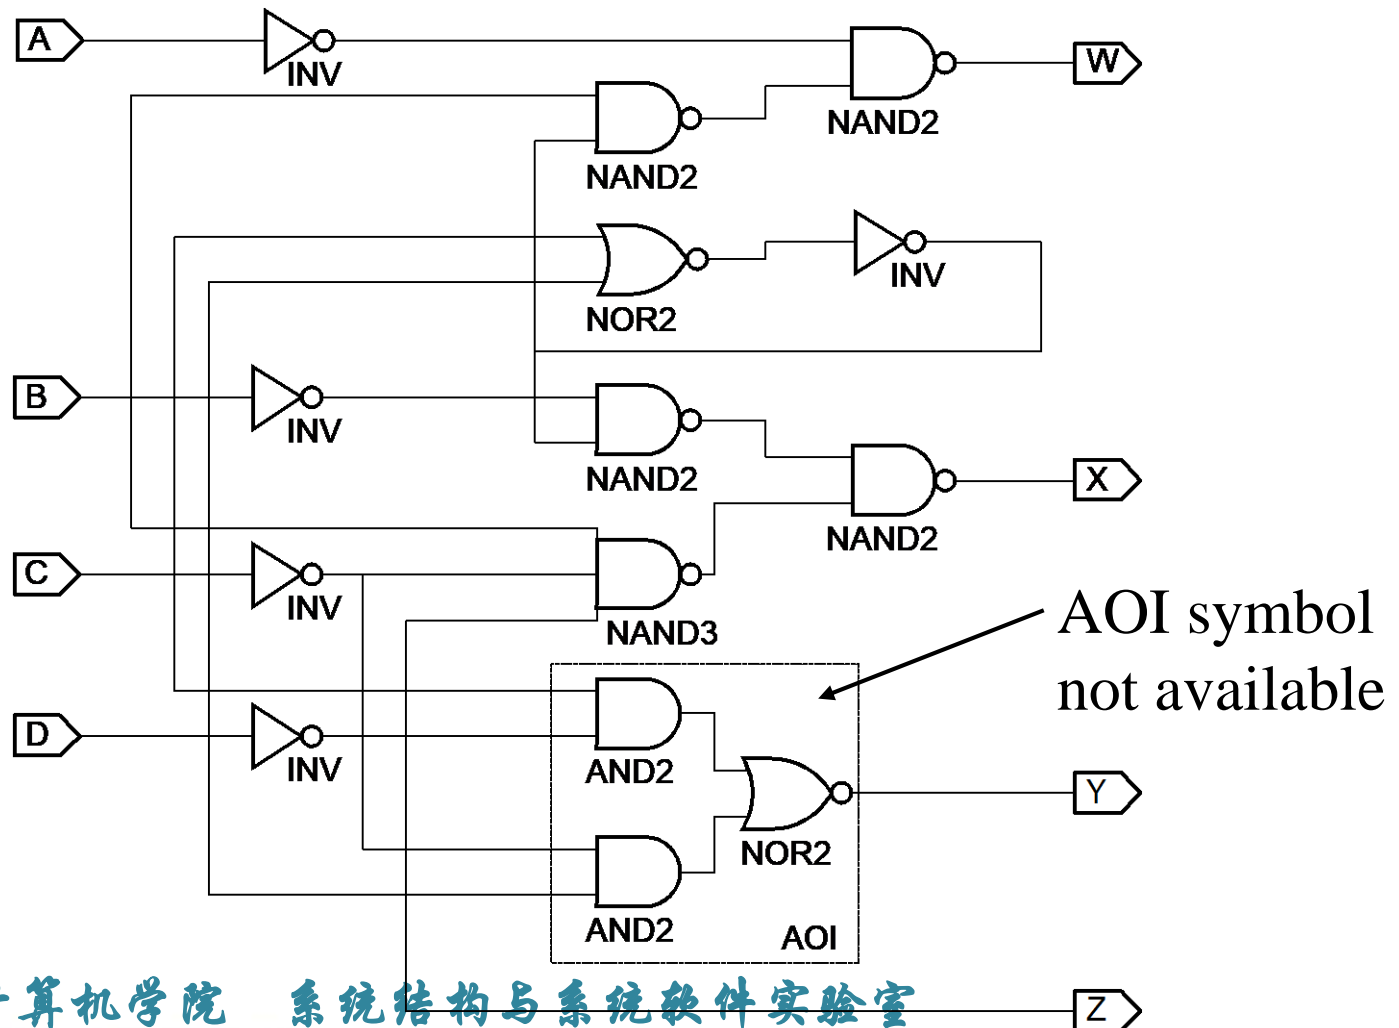 A
INV
NAND2
W
NAND2
NOR2
INV
B
INV
NAND2
NAND2
X
C
INV
NAND3
AOI symbol
not available
D
INV
AND2
NOR2
Y
AND2
AOI
计算机学院 系统结构与系统软件实验室
Z